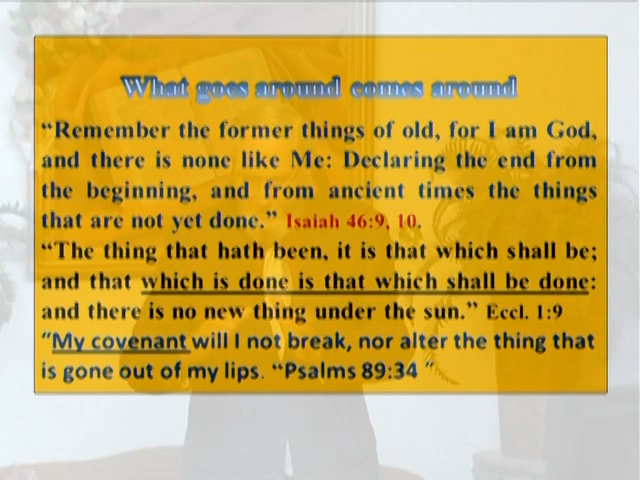 What goes around comes around
“Remember the former things of old, for I am God,
and there is none like Me: Declaring the end from
the beginning, and from ancient times the things
that are not yet done.” Isaiah 46:9, 10.
“The thing that hath been, it is that which shall be;
and that which is done is that which shall be done:
and there is no new thing under the sun.” Eccl. 1:9
“My covenant will I not break, nor alter the thing that
is gone out of my lips. “Psalms 89:34 ”